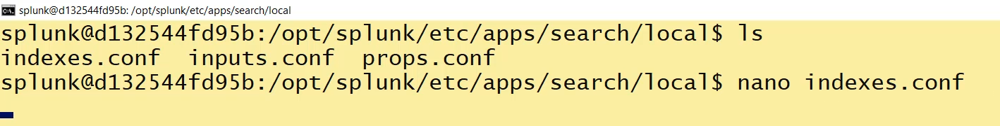 splunk@d132544fd95b: /opt/splunk/etc/apps/search/local
splunk@d132544fd95b:/opt/splunk/etc/apps/search/local$ ls
indexes.conf  inputs.conf  props.conf
splunk@d132544fd95b:/opt/splunk/etc/apps/search/local$ nano indexes.conf